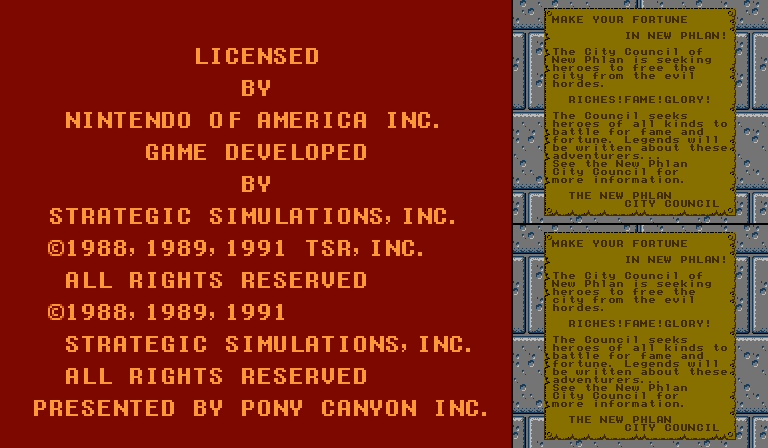 LICENSED
BY
NINTENDO OF AMERICA INC.
GAME DEVELOPED
BY
STRATEGIC SIMULATIONS, INC.
©1988, 1989, 1991 TSR, INC.
ALL RIGHTS RESERVED
©1988, 1989, 1991
STRATEGIC SIMULATIONS, INC.
ALL RIGHTS RESERVED
PRESENTED BY PONY CANYON INC.
MAKE YOUR FORTUNE
IN NEW PHLAN!
The City Council of
New Phlan is seeking
heroes to free the
city from the evil
hordes.
RICHES!FAME!GLORY!
The Council seeks
heroes of all kinds to
battle for fame and
fortune. Legends will
be written about these
adventurers...
See the New Phlan
City Council for
more information.
THE NEW PHLAN
CITY COUNCIL
MAKE YOUR FORTUNE
IN NEW PHLAN!
The City Council of
New Phlan is seeking
heroes to free the
city from the evil
hordes.
RICHES!FAME!GLORY!
The Council seeks
heroes of all kinds to
battle for fame and
fortune. Legends will
be written about these
adventurers...
See the New Phlan
City Council for
more information.
THE NEW PHLAN
CITY COUNCIL